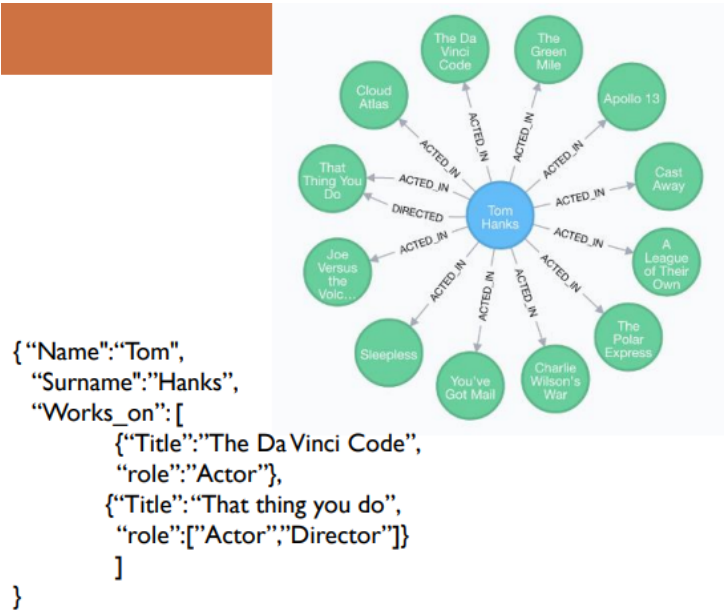 The Da
Vinci
Code
The
Green
Mile
Cloud
Atlas
Apollo 13
ACTED_IN
ACTED_IN
ACTED_IN
ACTED_IN
That
Thing You
Do
ACTED_IN
Cast
Away
ACTED_IN
DIRECTED
Tom
Hanks
ACTED_IN
ACTED_IN
A
League
of Their
Own
Joe
Versus
the
Volc...
ACTED_IN
ACTED_IN
ACTED_IN
ACTED_IN
The
Polar
Express
Sleepless
You've
Got Mail
Charlie
Wilson's
War
{“Name":“Tom",
“Surname":”Hanks”,
“Works_on”: [
{“Title”:”The Da Vinci Code”,
“role”:”Actor”},
{“Title”: “That thing you do”,
“role”:[”Actor”,”Director”]}
]
}